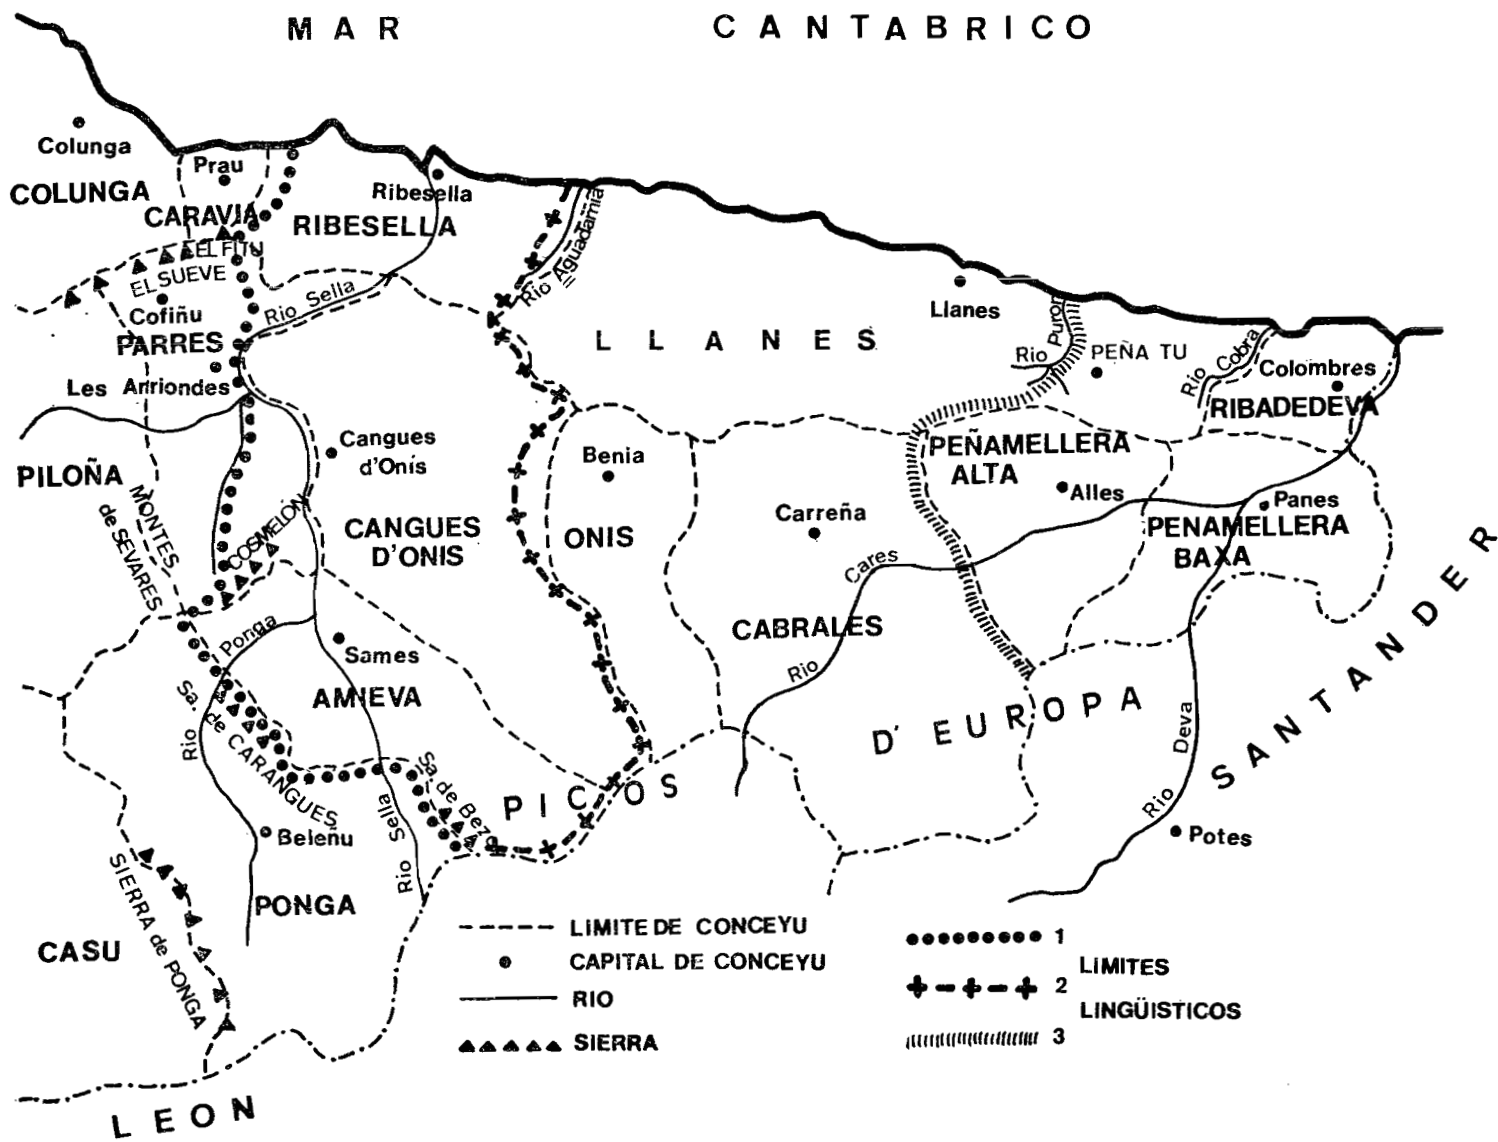 MAR CANTABRICO
Colunga
COLUNGA
Prau
CARAVIA
Ribesella
RIBESELLA
EL FITU
EL SUEVE
Cofiñu
PARRES
Rio Sella
Rio Aguadamia
LLANES
Llanes
Rio Puron
PEÑA TU
Rio Cobra
Colombres
RIBADEDEVA
Les Arriondes
Cangues
d'Onís
PILOÑA
MONTES
de SEVARES
COSMELON
CANGUES
D'ONIS
Benia
ONIS
Carreña
PEÑAMELLERA
ALTA
Alles
Panes
PENAMELLERA
BAXA
Rio Cares
CABRALES
Rio Ponga
Sames
AMIEVA
Sa. de CARANGUES
Sa. de Beza
PICOS D'EUROPA
Rio Deva
SANTANDER
Potes
Beleñu
Rio Sella
PONGA
SIERRA de PONGA
CASU
LEON
LIMITE DE CONCEYU
CAPITAL DE CONCEYU
RIO
SIERRA
1
2
3
LIMITES
LINGÜISTICOS